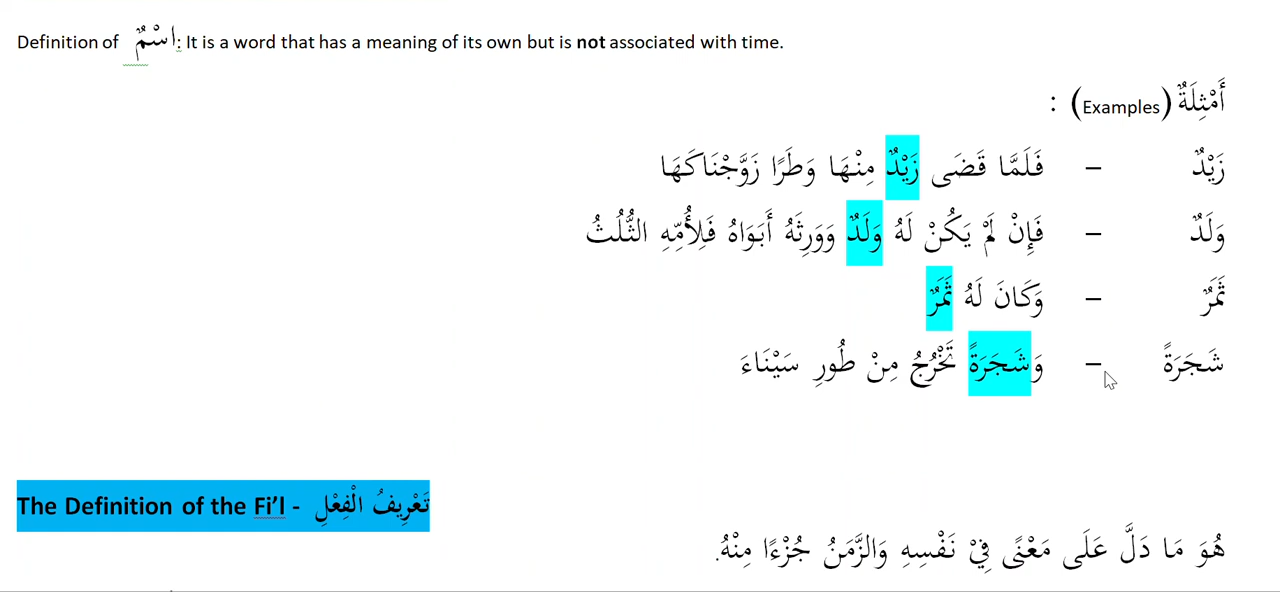 Definition of اِسْمٌ: It is a word that has a meaning of its own but is not associated with time.
أَمْثِلَةٌ (Examples) :
زَيْدٌ – فَلَمَّا قَضَى زَيْدٌ مِنْهَا وَطَرًا زَوَّجْنَاكَهَا
وَلَدٌ – فَإِنْ لَمْ يَكُنْ لَهُ وَلَدٌ وَوَرِثَهُ أَبَوَاهُ فَلِأُمِّهِ الثُّلُثُ
ثَمَرٌ – وَكَانَ لَهُ ثَمَرٌ
شَجَرَةً – وَشَجَرَةً تَخْرُجُ مِنْ طُورِ سَيْنَاءَ
The Definition of the Fi’l - تَعْرِيفُ الْفِعْلِ
هُوَ مَا دَلَّ عَلَى مَعْنًى فِيْ نَفْسِهِ وَالزَّمَنُ جُزْءًا مِنْهُ.